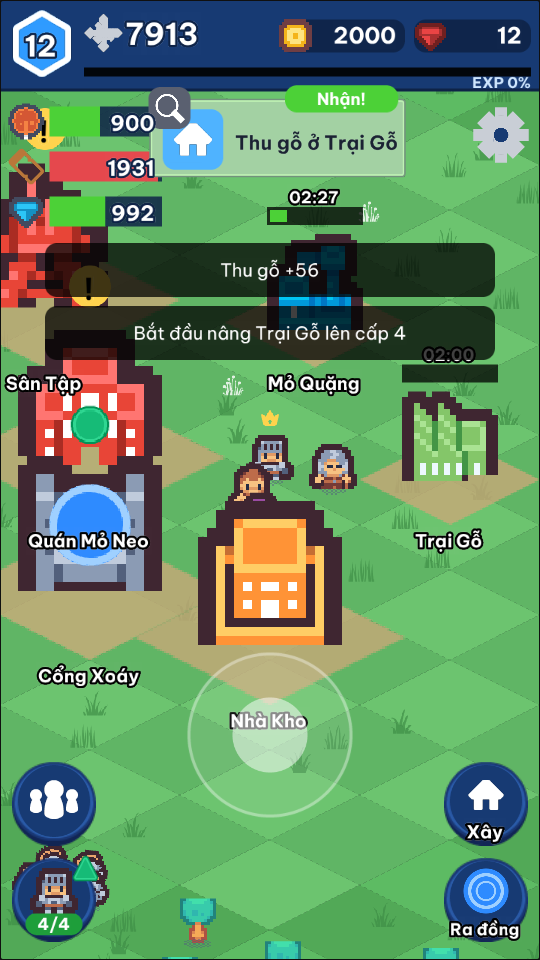 12
7913
2000
12
EXP 0%
Nhận!
900
Thu gỗ ở Trại Gỗ
1931
02:27
992
Thu gỗ +56
Bắt đầu nâng Trại Gỗ lên cấp 4
02:00
Sân Tập
Mỏ Quặng
Quán Mỏ Neo
Trại Gỗ
Cổng Xoáy
Nhà Kho
Xây
4/4
Ra đồng